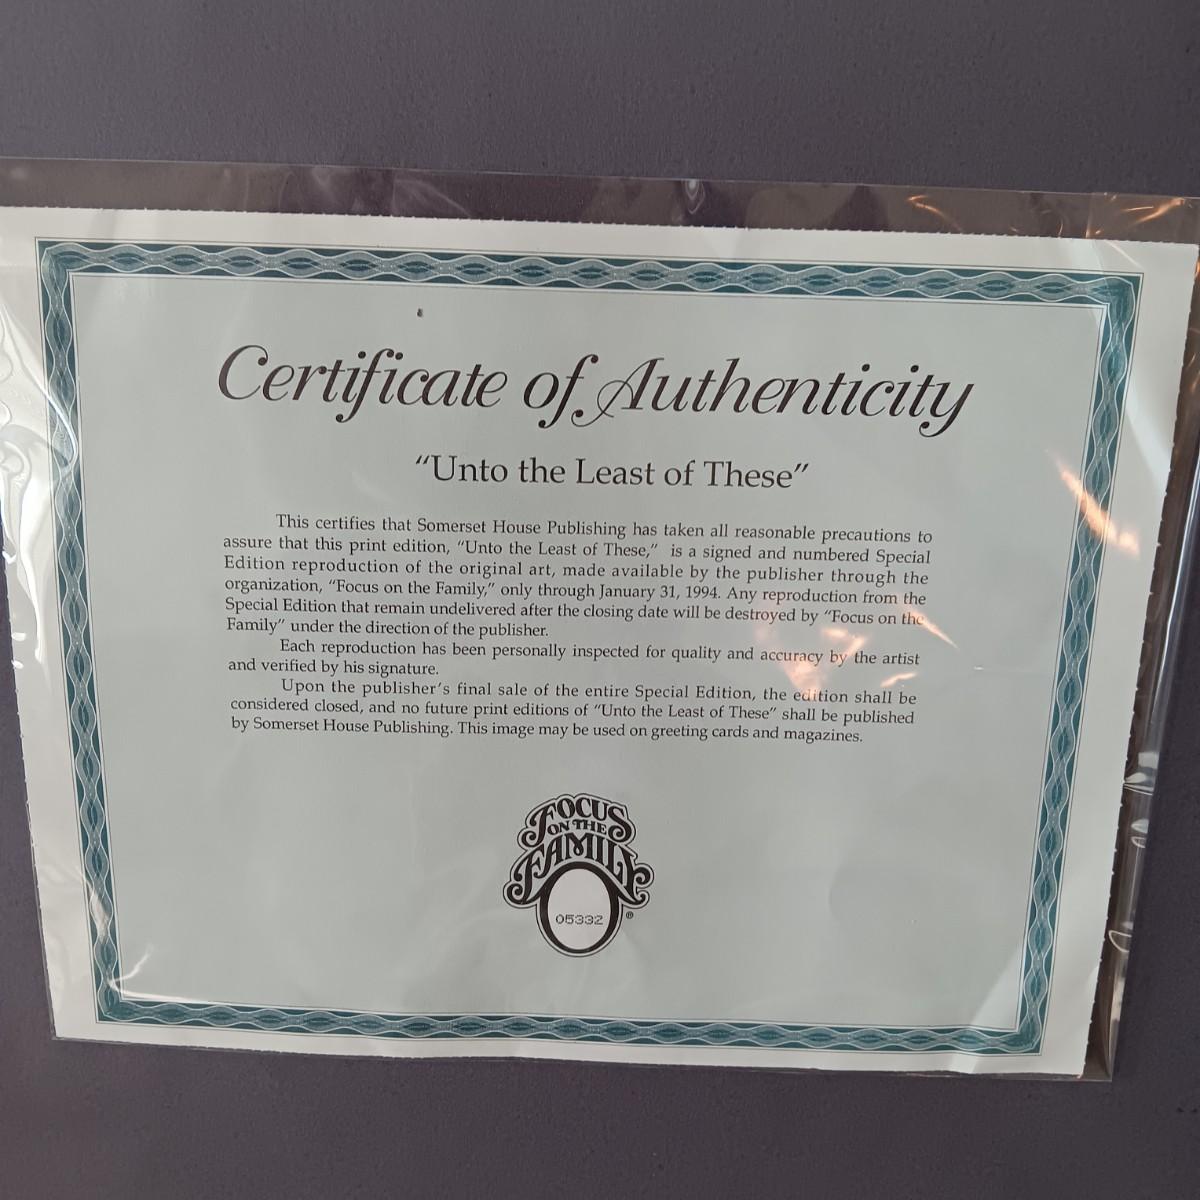 Certificate of Authenticity
“Unto the Least of These”
This certifies that Somerset House Publishing has taken all reasonable precautions to
assure that this print edition, “Unto the Least of These,” is a signed and numbered Special
Edition reproduction of the original art, made available by the publisher through the
organization, “Focus on the Family,” only through January 31, 1994. Any reproduction from the
Special Edition that remain undelivered after the closing date will be destroyed by “Focus on the
Family” under the direction of the publisher.
Each reproduction has been personally inspected for quality and accuracy by the artist
and verified by his signature.
Upon the publisher’s final sale of the entire Special Edition, the edition shall be
considered closed, and no future print editions of “Unto the Least of These” shall be published
by Somerset House Publishing. This image may be used on greeting cards and magazines.
FOCUS
ON THE
FAMILY
05332
®